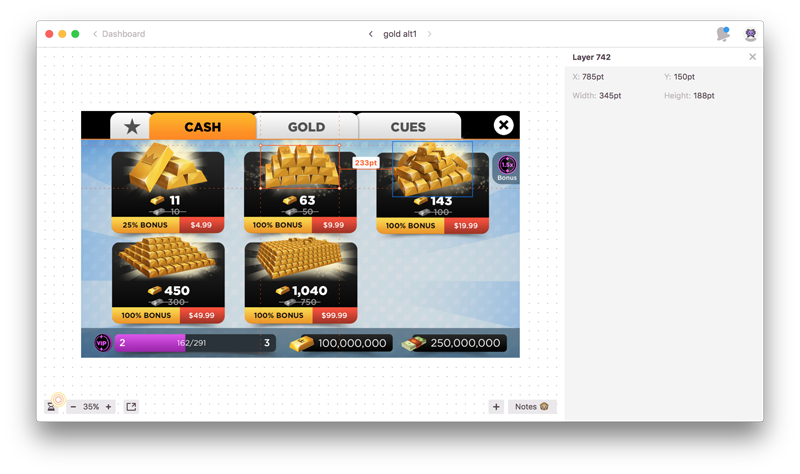 Dashboard
gold alt1
Layer 742
X: 785pt Y: 150pt
Width: 345pt Height: 188pt
CASH GOLD CUES
233pt
1.5x
Bonus
11
10
25% BONUS $4.99
63
50
100% BONUS $9.99
143
100
100% BONUS $19.99
450
300
100% BONUS $49.99
1,040
750
100% BONUS $99.99
VIP 2 162/291 3 100,000,000 250,000,000
− 35% +
+ Notes